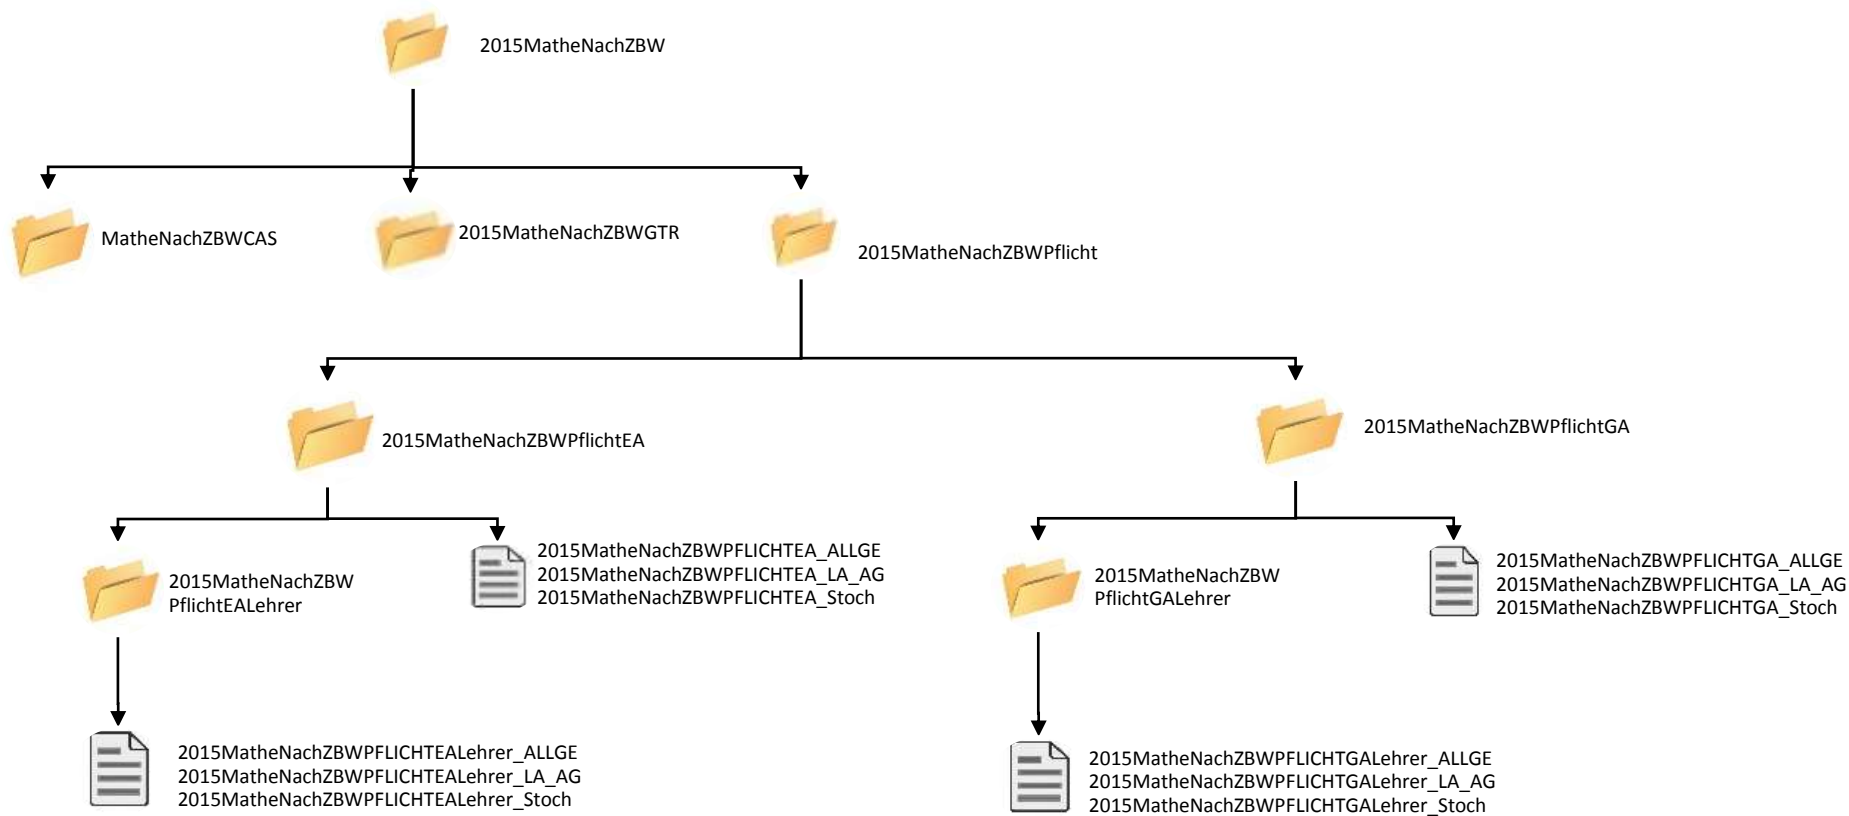 2015MatheNachZBW
MatheNachZBWCAS
2015MatheNachZBWGTR
2015MatheNachZBWPflicht
2015MatheNachZBWPflichtEA
2015MatheNachZBWPflichtGA
2015MatheNachZBW
PflichtEALehrer
2015MatheNachZBWPFLICHTEA_ALLGE
2015MatheNachZBWPFLICHTEA_LA_AG
2015MatheNachZBWPFLICHTEA_Stoch
2015MatheNachZBW
PflichtGALehrer
2015MatheNachZBWPFLICHTGA_ALLGE
2015MatheNachZBWPFLICHTGA_LA_AG
2015MatheNachZBWPFLICHTGA_Stoch
2015MatheNachZBWPFLICHTEALehrer_ALLGE
2015MatheNachZBWPFLICHTEALehrer_LA_AG
2015MatheNachZBWPFLICHTEALehrer_Stoch
2015MatheNachZBWPFLICHTGALehrer_ALLGE
2015MatheNachZBWPFLICHTGALehrer_LA_AG
2015MatheNachZBWPFLICHTGALehrer_Stoch